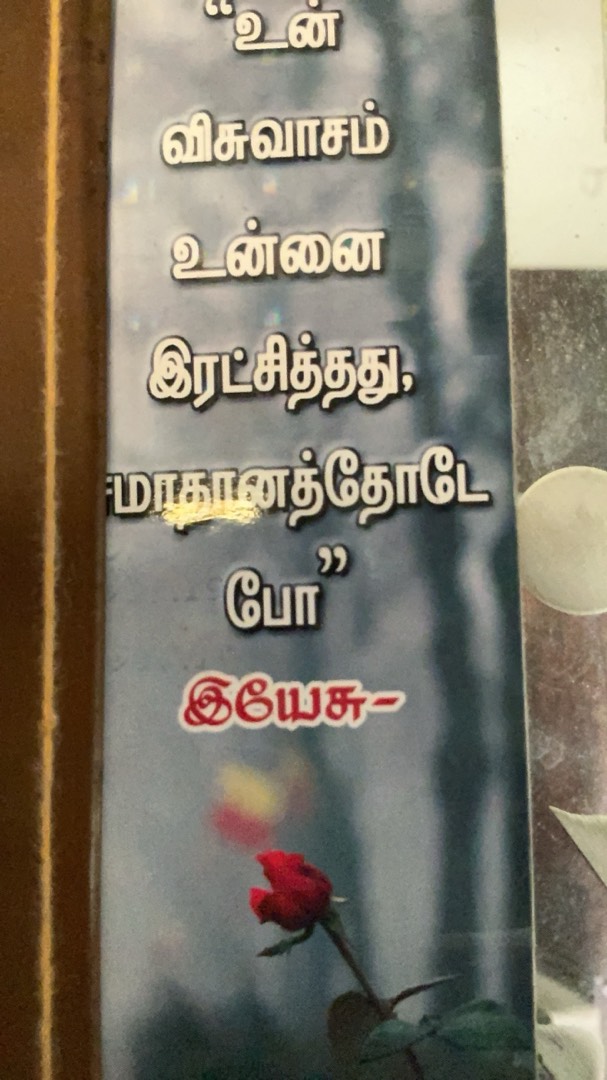 “உன்
விசுவாசம்
உன்னை
இரட்சித்தது,
சமாதானத்தோடே
போ”
இயேசு-